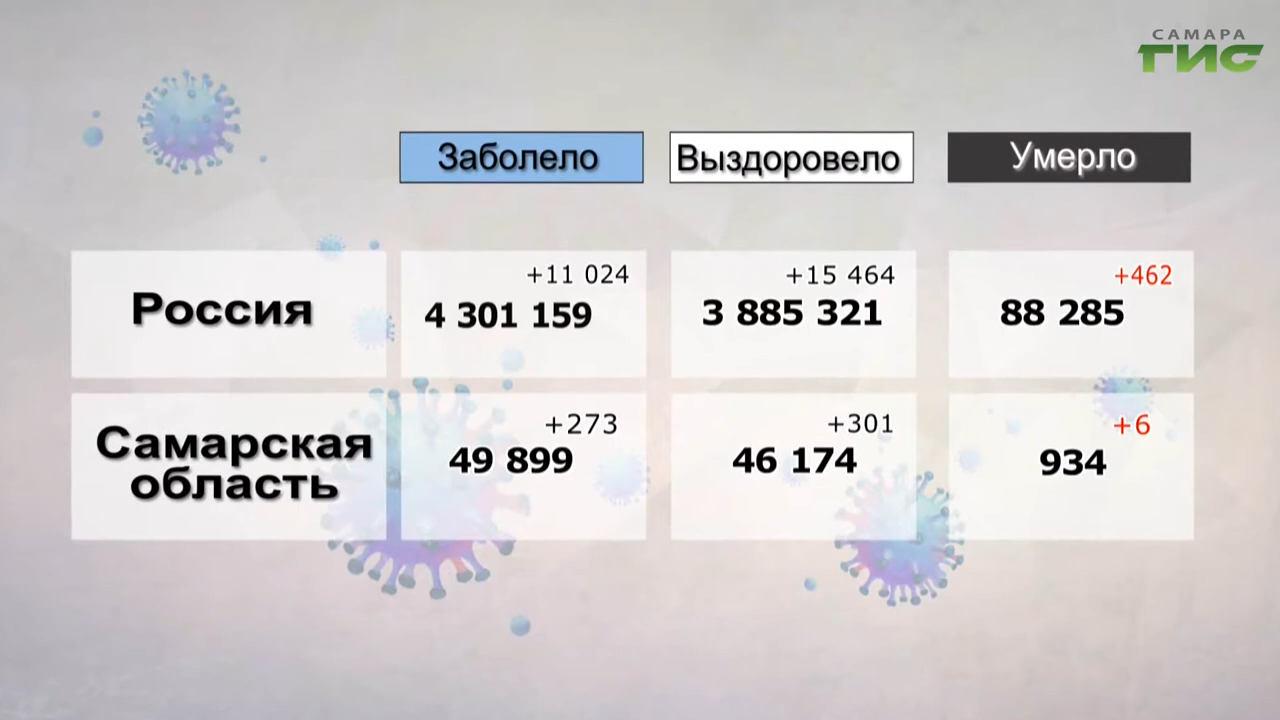 САМАРА
ГИС
Заболело Выздоровело Умерло
+11 024 +15 464 +462
Россия 4 301 159 3 885 321 88 285
+273 +301 +6
Самарская 49 899 46 174 934
область